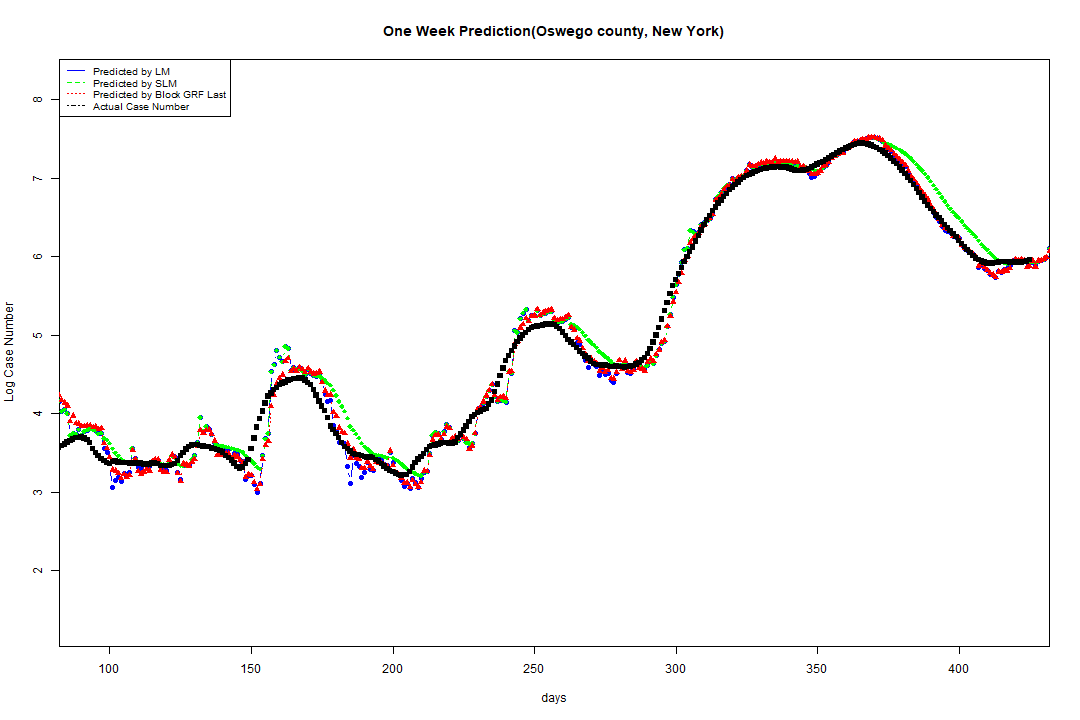 One Week Prediction(Oswego county, New York)
Predicted by LM
Predicted by SLM
Predicted by Block GRF Last
Actual Case Number
8
7
6
5
4
3
2
Log Case Number
100 150 200 250 300 350 400
days